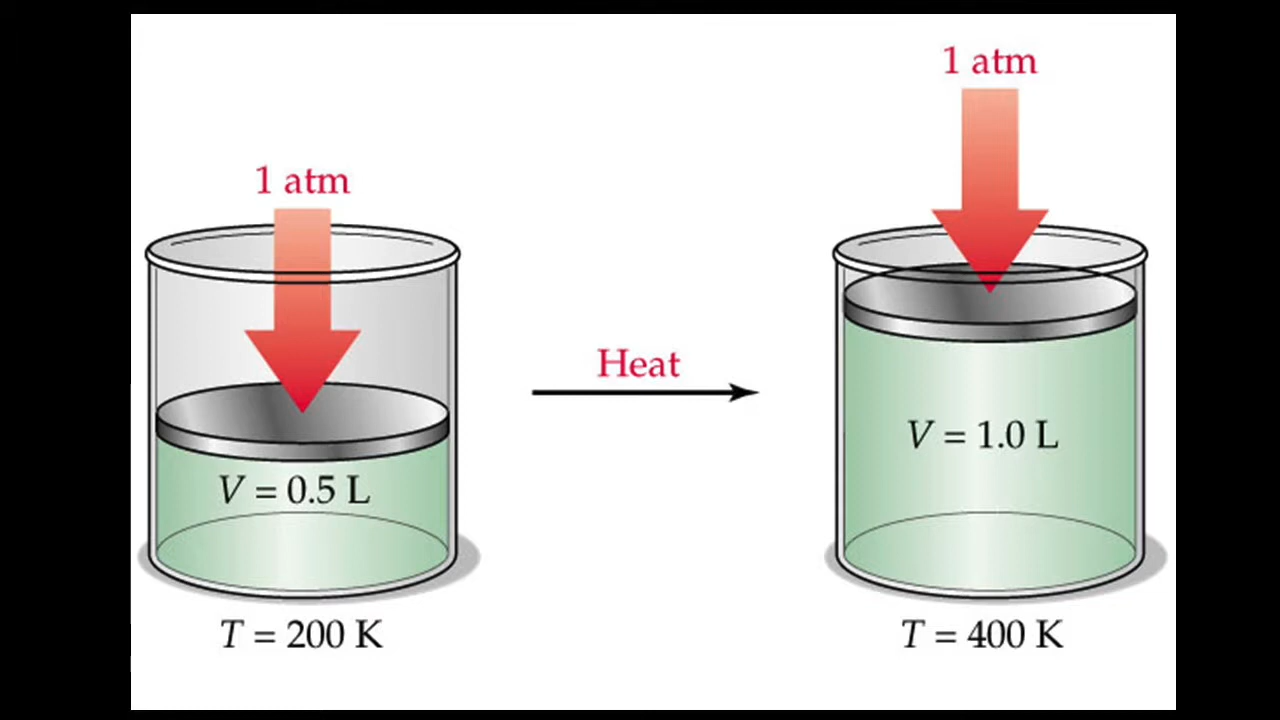 1 atm
V = 0.5 L
T = 200 K
Heat
1 atm
V = 1.0 L
T = 400 K